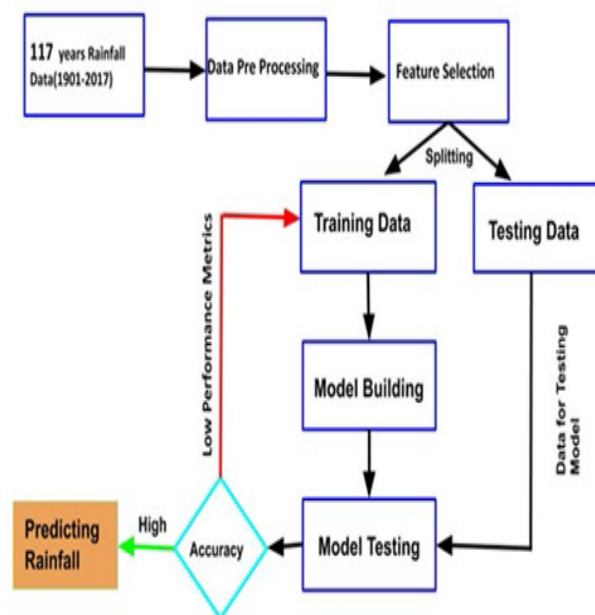 117 years Rainfall
Data(1901-2017)
Data Pre Processing
Feature Selection
Splitting
Training Data
Testing Data
Low Performance Metrics
Model Building
Data for Testing
Model
Predicting
Rainfall
High
Accuracy
Model Testing